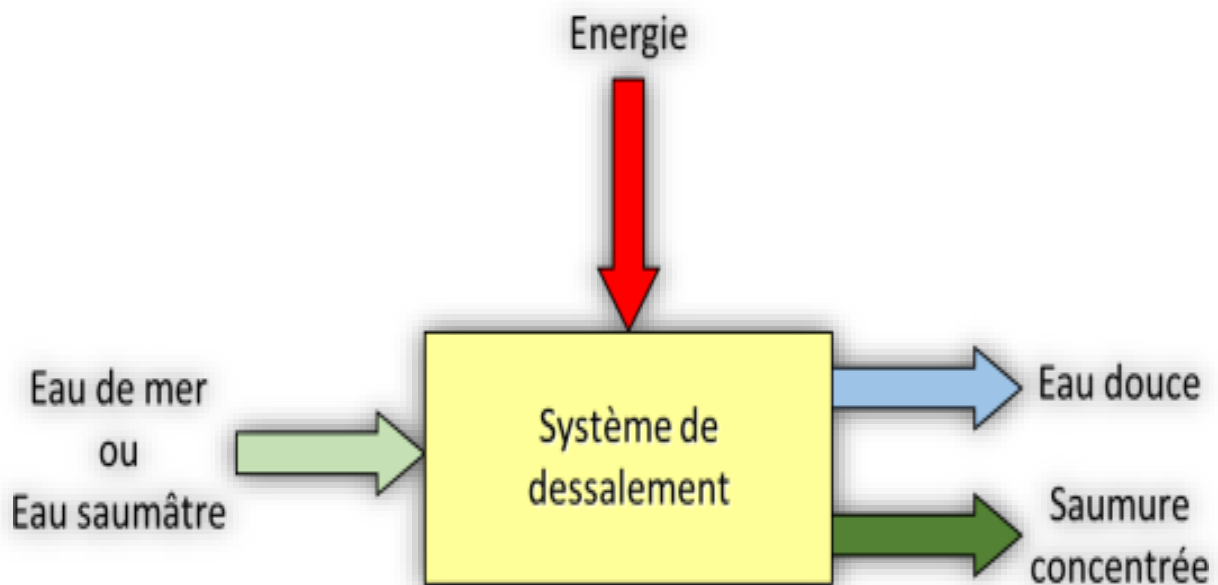 Energie
Eau de mer
ou
Eau saumâtre
Système de
dessalement
Eau douce
Saumure
concentrée